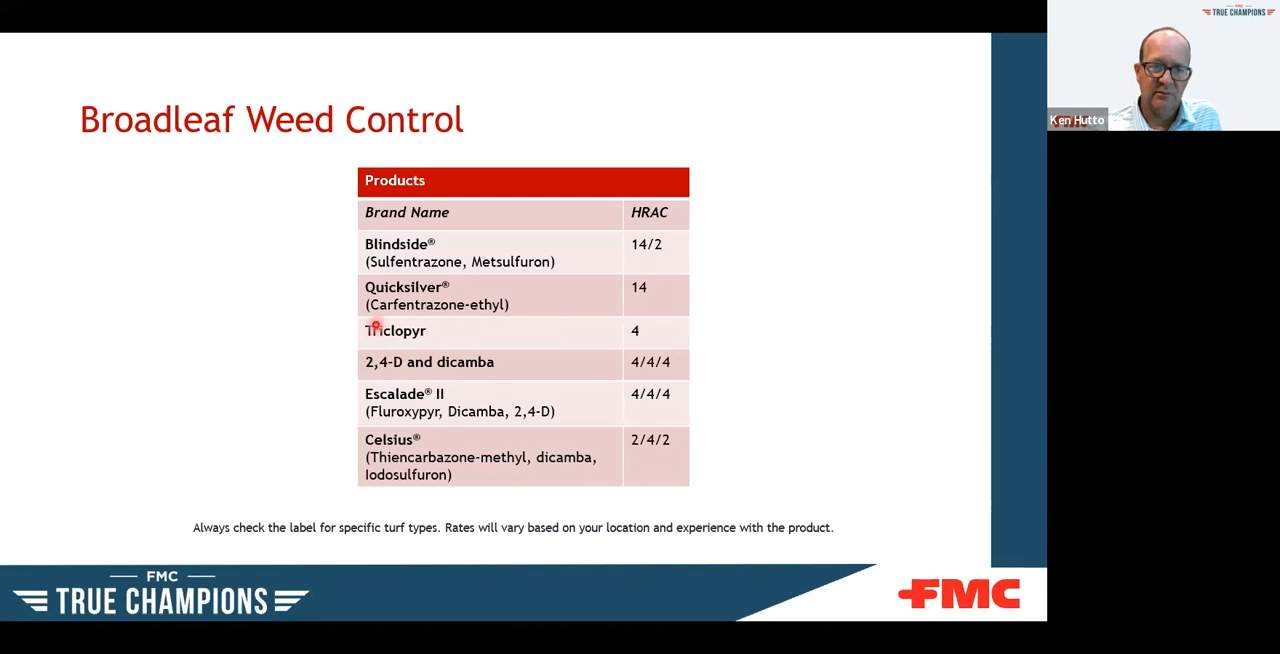 Broadleaf Weed Control
Products
Brand Name HRAC
Blindside® 14/2
(Sulfentrazone, Metsulfuron)
Quicksilver® 14
(Carfentrazone-ethyl)
Triclopyr 4
2,4-D and dicamba 4/4/4
Escalade® II 4/4/4
(Fluroxypyr, Dicamba, 2,4-D)
Celsius® 2/4/2
(Thiencarbazone-methyl, dicamba,
Iodosulfuron)
Always check the label for specific turf types. Rates will vary based on your location and experience with the product.
FMC
TRUE CHAMPIONS
FMC
FMC
TRUE CHAMPIONS
Ken Hutto